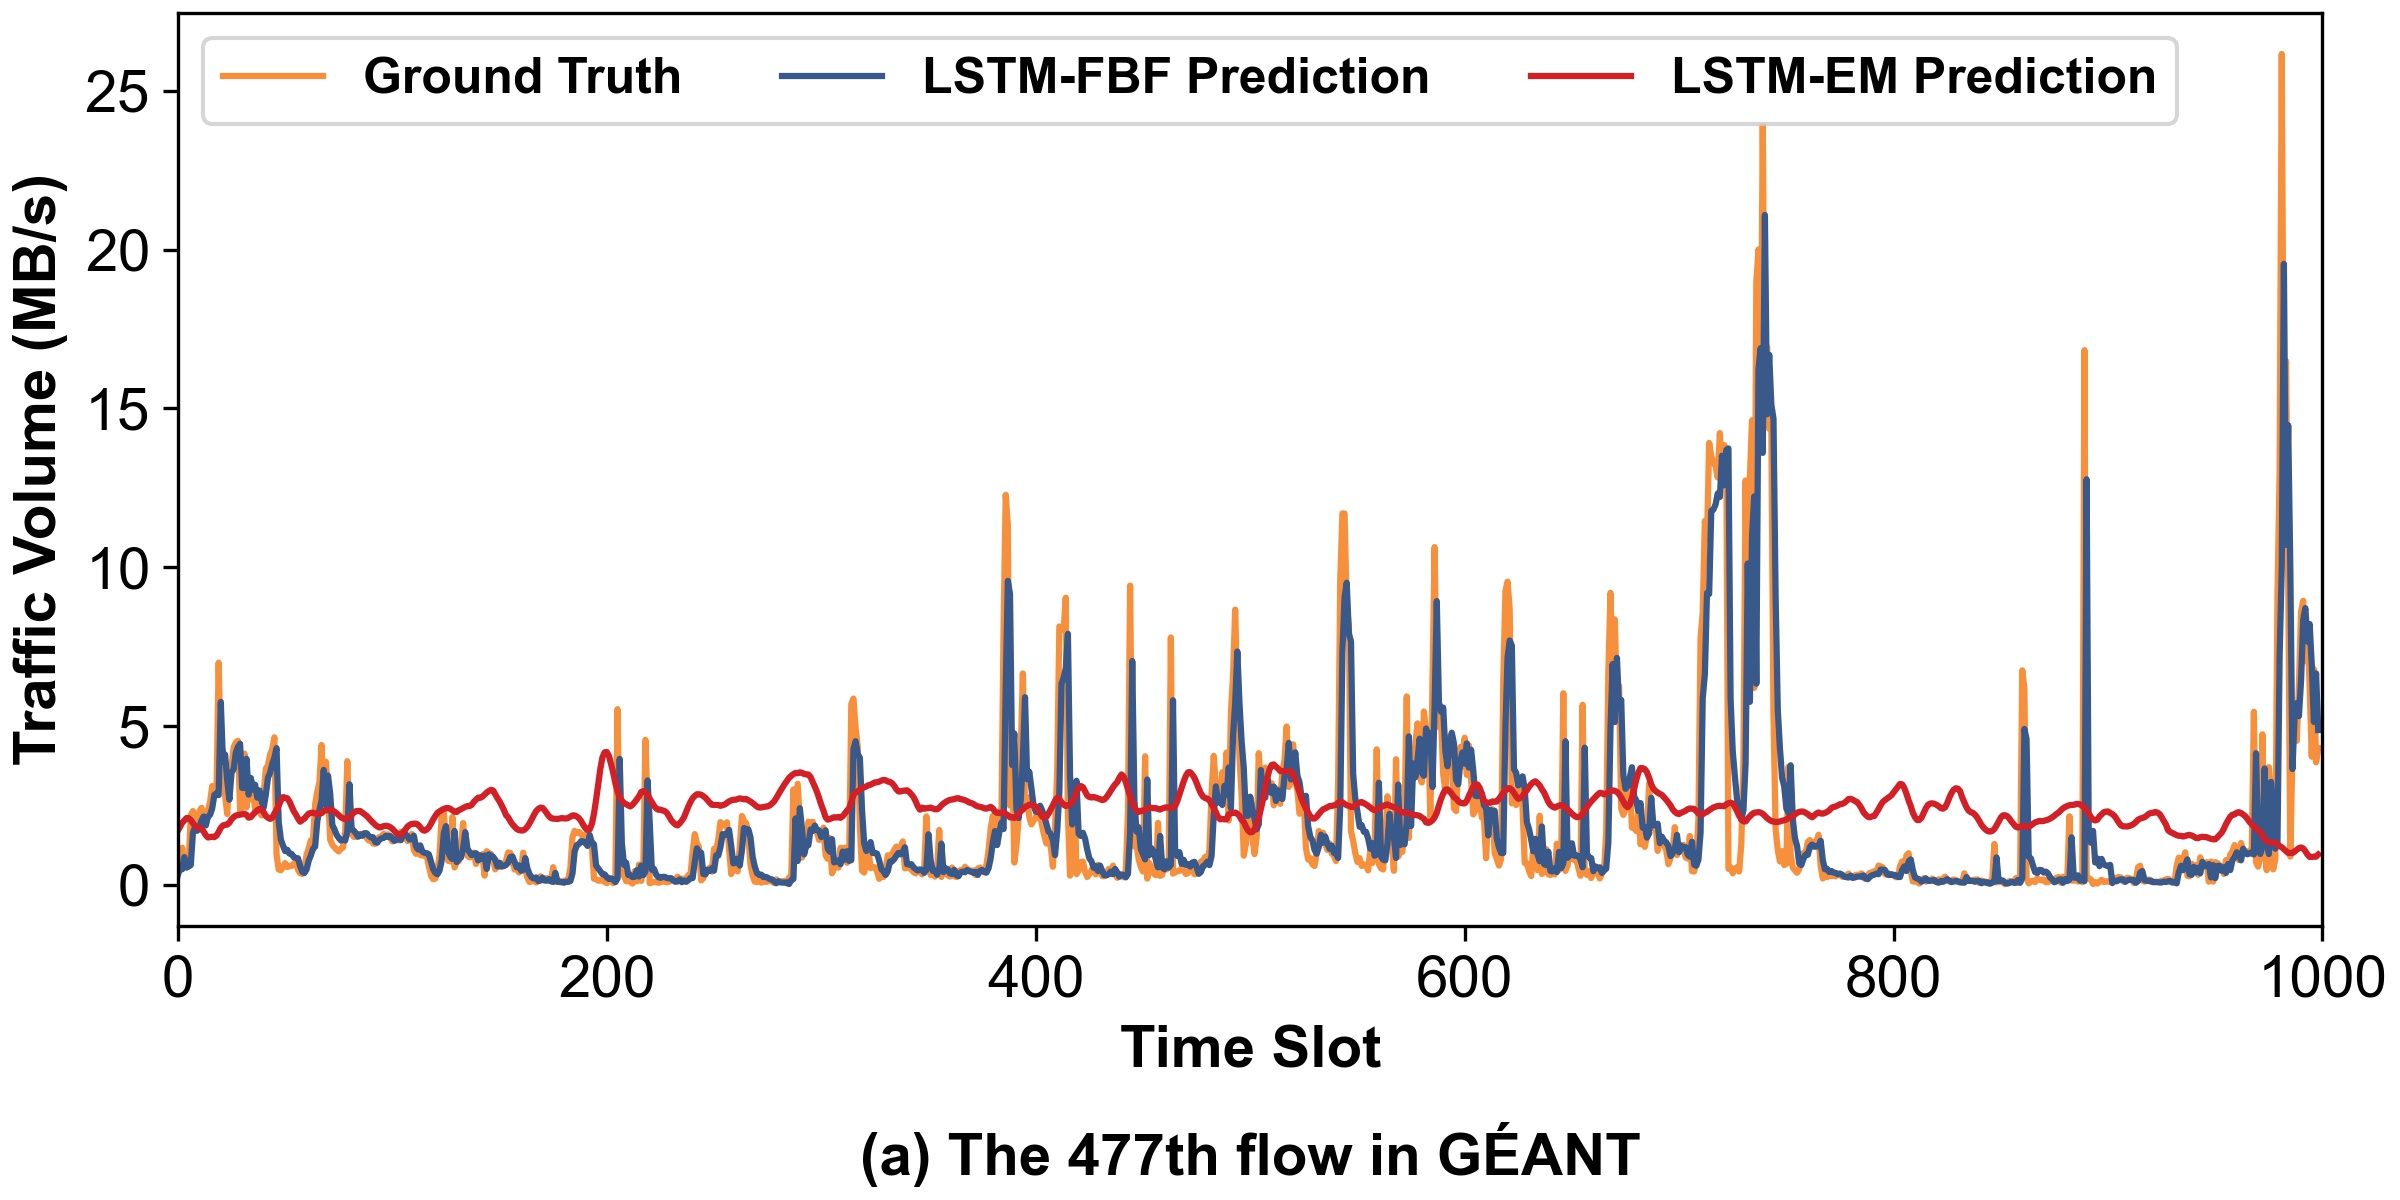 Ground Truth LSTM-FBF Prediction LSTM-EM Prediction
25
20
15
10
5
0
Traffic Volume (MB/s)
0 200 400 600 800 1000
Time Slot
(a) The 477th flow in GÉANT